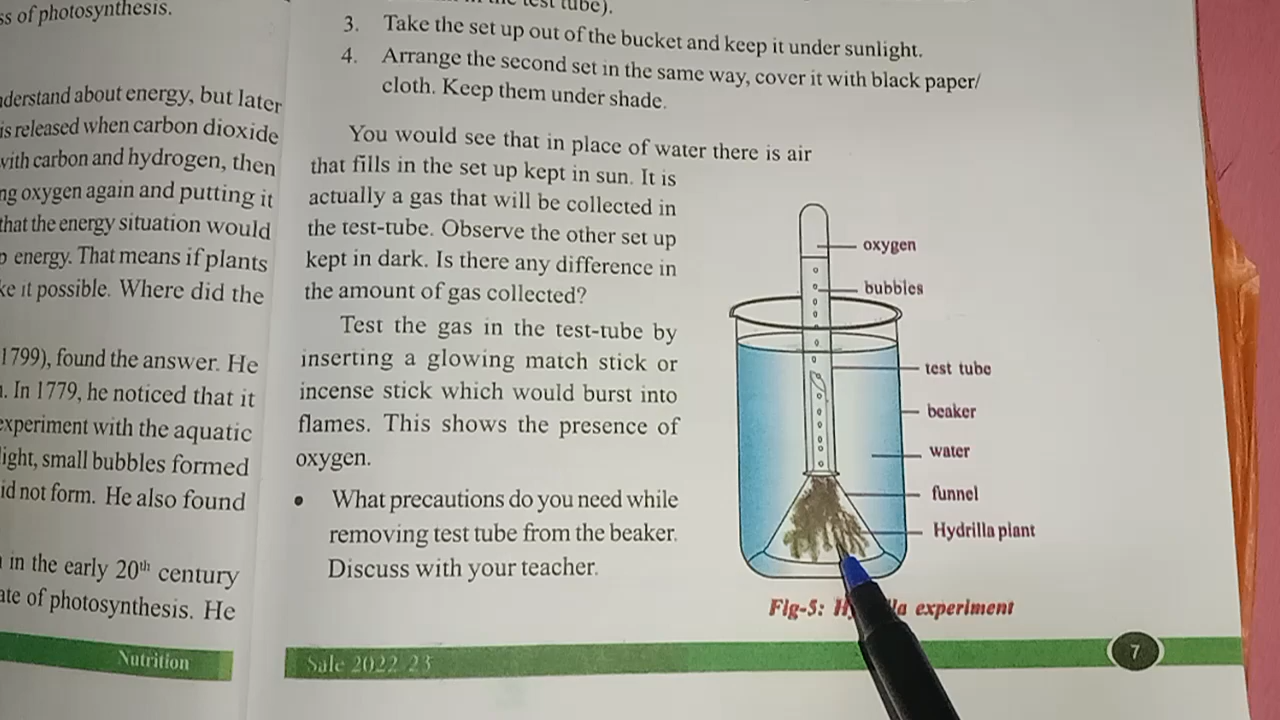 ss of photosynthesis.
nderstand about energy, but later
is released when carbon dioxide
with carbon and hydrogen, then
ng oxygen again and putting it
that the energy situation would
energy. That means if plants
ke it possible. Where did the
1799), found the answer. He
. In 1779, he noticed that it
experiment with the aquatic
light, small bubbles formed
id not form. He also found
in the early 20th century
ate of photosynthesis. He
Nutrition
the test tube).
3. Take the set up out of the bucket and keep it under sunlight.
4. Arrange the second set in the same way, cover it with black paper/
cloth. Keep them under shade.
You would see that in place of water there is air
that fills in the set up kept in sun. It is
actually a gas that will be collected in
the test-tube. Observe the other set up
kept in dark. Is there any difference in
the amount of gas collected?
Test the gas in the test-tube by
inserting a glowing match stick or
incense stick which would burst into
flames. This shows the presence of
oxygen.
• What precautions do you need while
removing test tube from the beaker.
Discuss with your teacher.
oxygen
bubbles
test tube
beaker
water
funnel
Hydrilla plant
Fig-5: H la experiment
Sale 2022 23
7